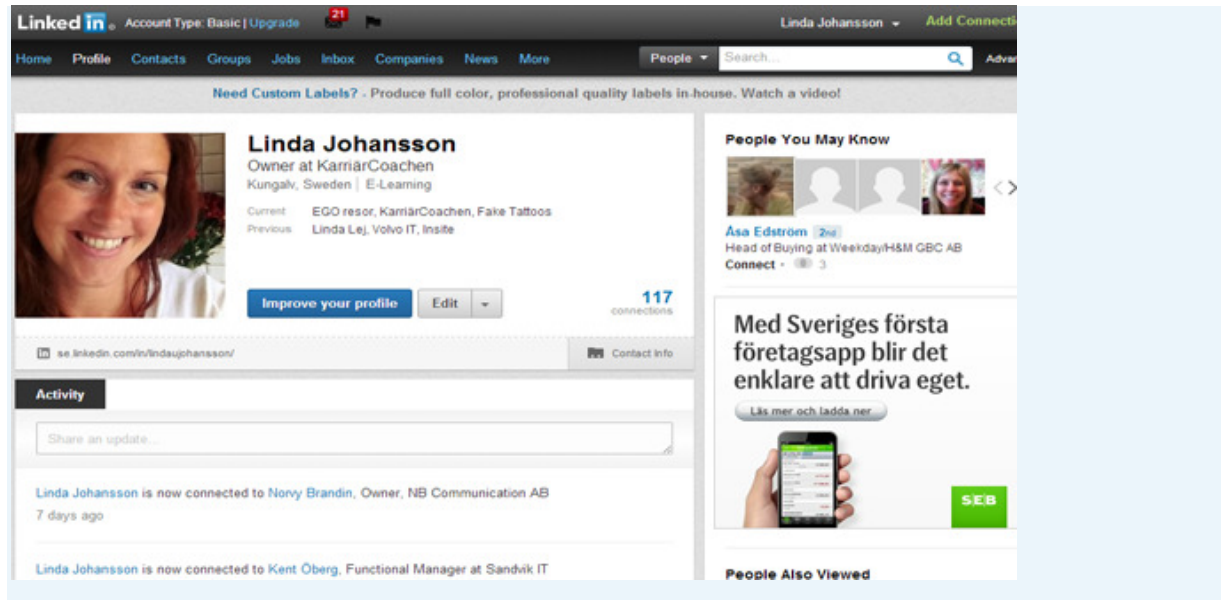 Linked in. Account Type: Basic | Upgrade 21 Linda Johansson Add Connecti
Home Profile Contacts Groups Jobs Inbox Companies News More People Search... Advan
Need Custom Labels? - Produce full color, professional quality labels in-house. Watch a video!
Linda Johansson
Owner at KarriärCoachen
Kungalv, Sweden | E-Learning
Current EGO resor, KarriärCoachen, Fake Tattoos
Previous Linda Lej, Volvo IT, Insite
Improve your profile Edit
117
connections
se.linkedin.com/in/lindaujohansson/ Contact Info
Activity
Share an update...
Linda Johansson is now connected to Norvy Brandin, Owner, NB Communication AB
7 days ago
Linda Johansson is now connected to Kent Öberg, Functional Manager at Sandvik IT
People You May Know
Åsa Edström 2nd
Head of Buying at Weekday/H&M GBC AB
Connect · 3
Med Sveriges första
företagsapp blir det
enklare att driva eget.
Läs mer och ladda ner
SEB
People Also Viewed